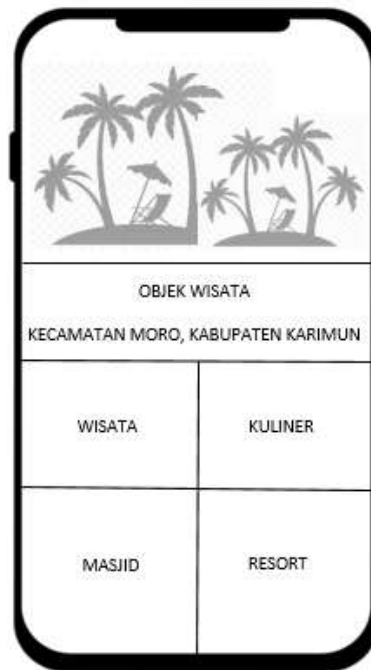 OBJEK WISATA
KECAMATAN MORO, KABUPATEN KARIMUN
WISATA
KULINER
MASJID
RESORT